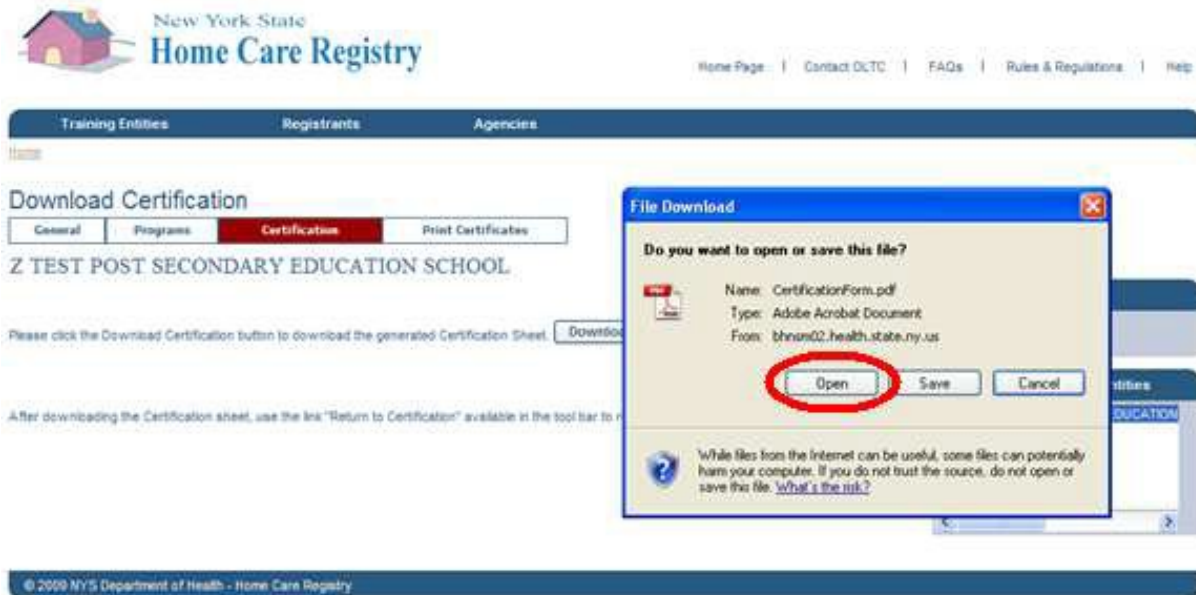 New York State
Home Care Registry
Home Page | Contact OLTC | FAQs | Rules & Regulations | Help
Training Entities Registrants Agencies
Home
Download Certification
General Programs Certification Print Certificates
Z TEST POST SECONDARY EDUCATION SCHOOL
Please click the Download Certification button to download the generated Certification Sheet.
After downloading the Certification sheet, use the link "Return to Certification" available in the tool bar to
File Download
Do you want to open or save this file?
Name: CertificationForm.pdf
Type: Adobe Acrobat Document
From: bhnsm02.health.state.ny.us
Open Save Cancel
EDUCATION
While files from the Internet can be useful, some files can potentially
harm your computer. If you do not trust the source, do not open or
save this file. What's the risk?
© 2009 NYS Department of Health - Home Care Registry